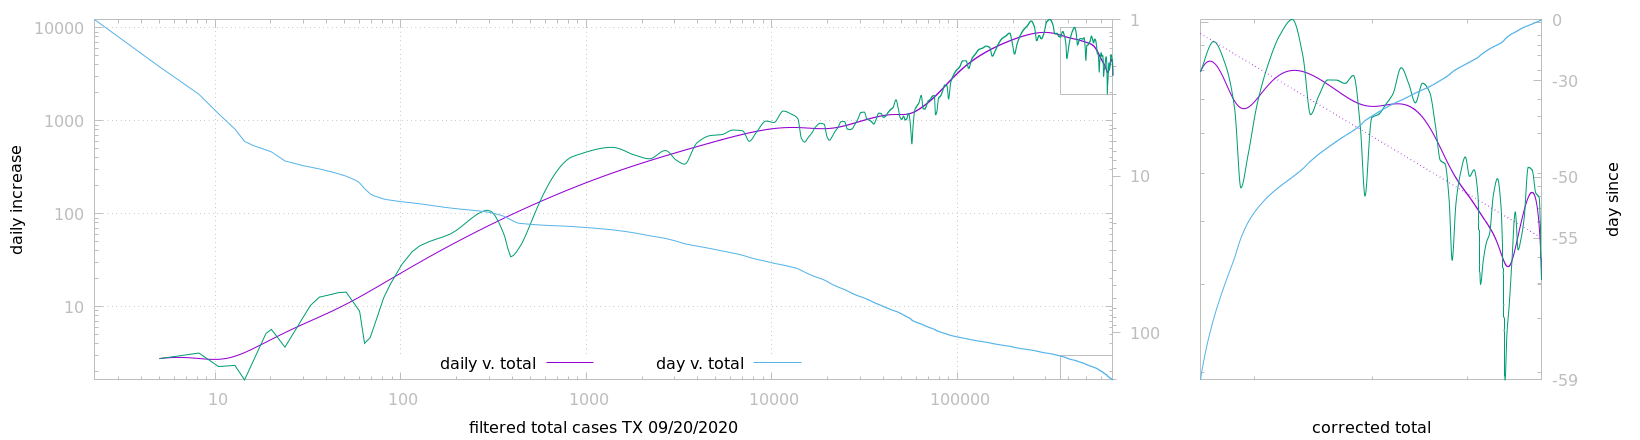 10000
1000
100
10
daily increase
daily v. total
day v. total
10
100
1000
10000
100000
filtered total cases TX 09/20/2020
1
10
100
0
-30
-50
-55
-59
day since
corrected total